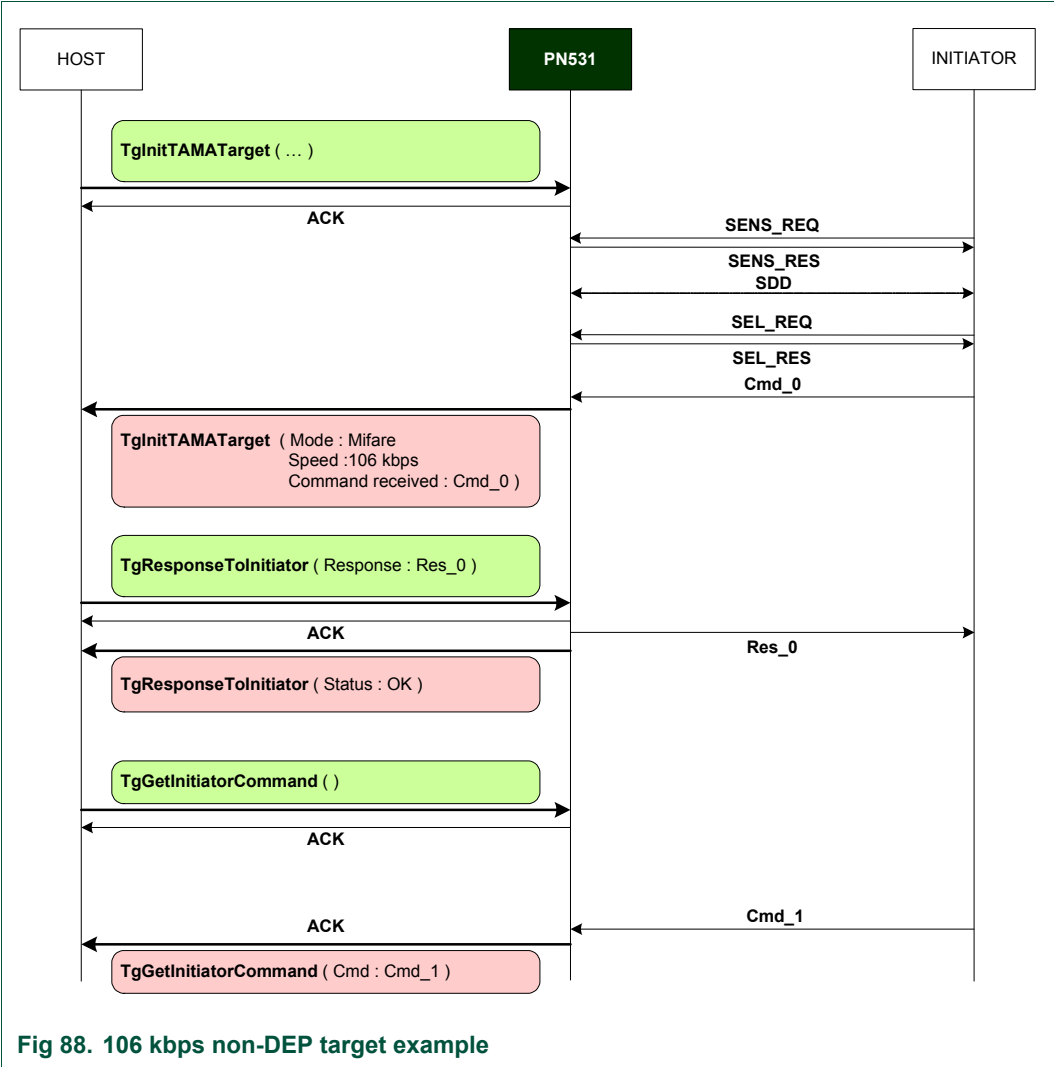 HOST
PN531
INITIATOR
TgInitTAMATarget ( … )
ACK
SENS_REQ
SENS_RES
SDD
SEL_REQ
SEL_RES
Cmd_0
TgInitTAMATarget ( Mode : Mifare
Speed :106 kbps
Command received : Cmd_0 )
TgResponseToInitiator ( Response : Res_0 )
ACK
Res_0
TgResponseToInitiator ( Status : OK )
TgGetInitiatorCommand ( )
ACK
Cmd_1
ACK
TgGetInitiatorCommand ( Cmd : Cmd_1 )
Fig 88. 106 kbps non-DEP target example